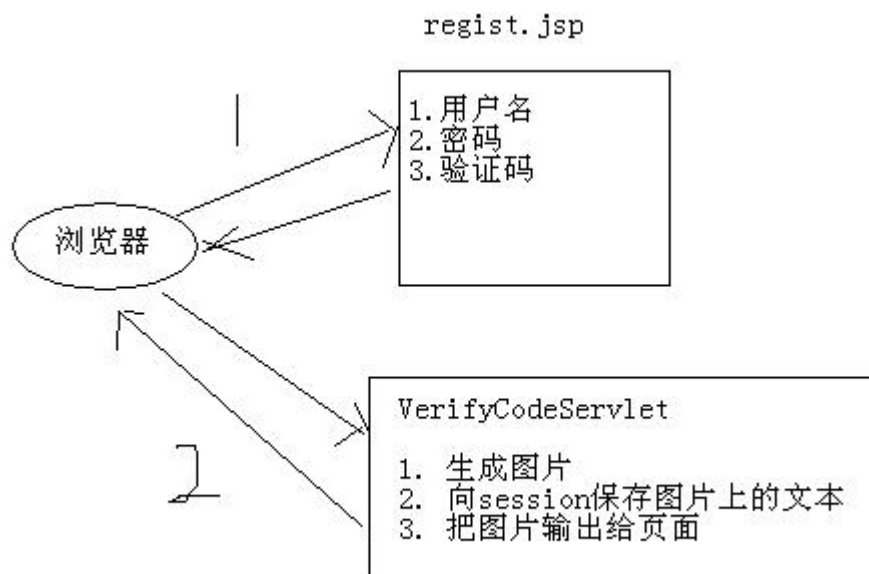 regist.jsp
1
1.用户名
2.密码
3.验证码
浏览器
VerifyCodeServlet
2
1. 生成图片
2. 向session保存图片上的文本
3. 把图片输出给页面